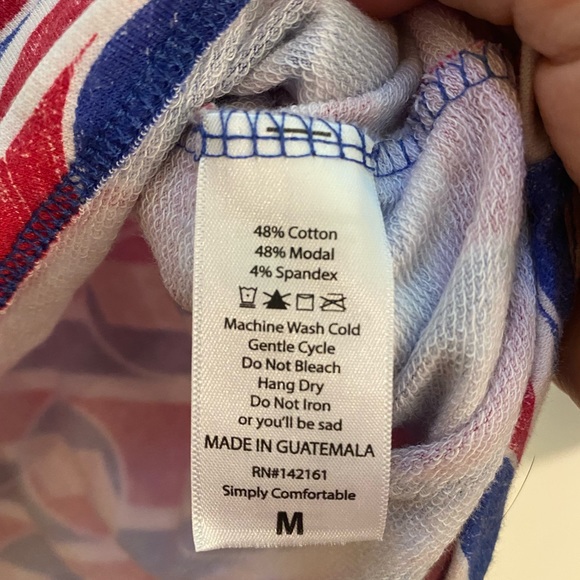 48% Cotton
48% Modal
4% Spandex
Machine Wash Cold
Gentle Cycle
Do Not Bleach
Hang Dry
Do Not Iron
or you'll be sad
MADE IN GUATEMALA
RN#142161
Simply Comfortable
M